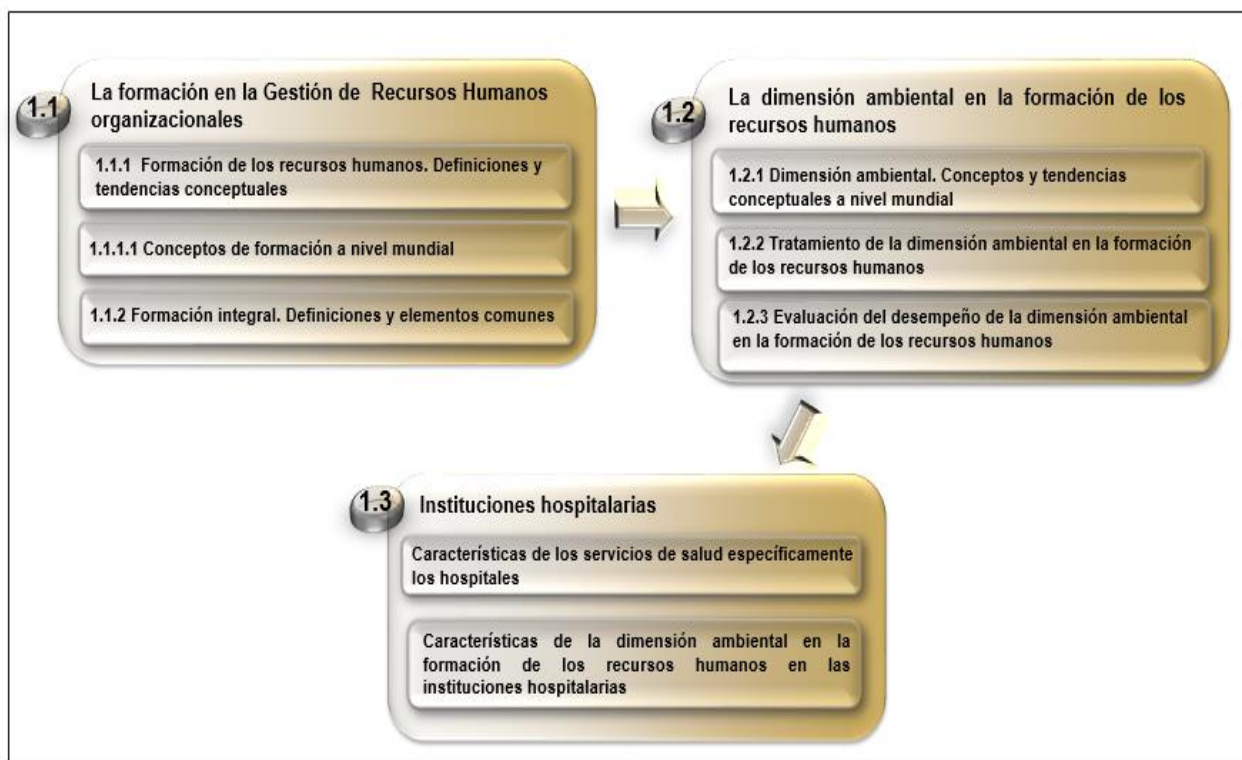 1.1
La formación en la Gestión de Recursos Humanos
organizacionales
1.1.1 Formación de los recursos humanos. Definiciones y
tendencias conceptuales
1.1.1.1 Conceptos de formación a nivel mundial
1.1.2 Formación integral. Definiciones y elementos comunes
1.2
La dimensión ambiental en la formación de los
recursos humanos
1.2.1 Dimensión ambiental. Conceptos y tendencias
conceptuales a nivel mundial
1.2.2 Tratamiento de la dimensión ambiental en la formación
de los recursos humanos
1.2.3 Evaluación del desempeño de la dimensión ambiental
en la formación de los recursos humanos
1.3
Instituciones hospitalarias
Características de los servicios de salud específicamente
los hospitales
Características de la dimensión ambiental en la
formación de los recursos humanos en las
instituciones hospitalarias